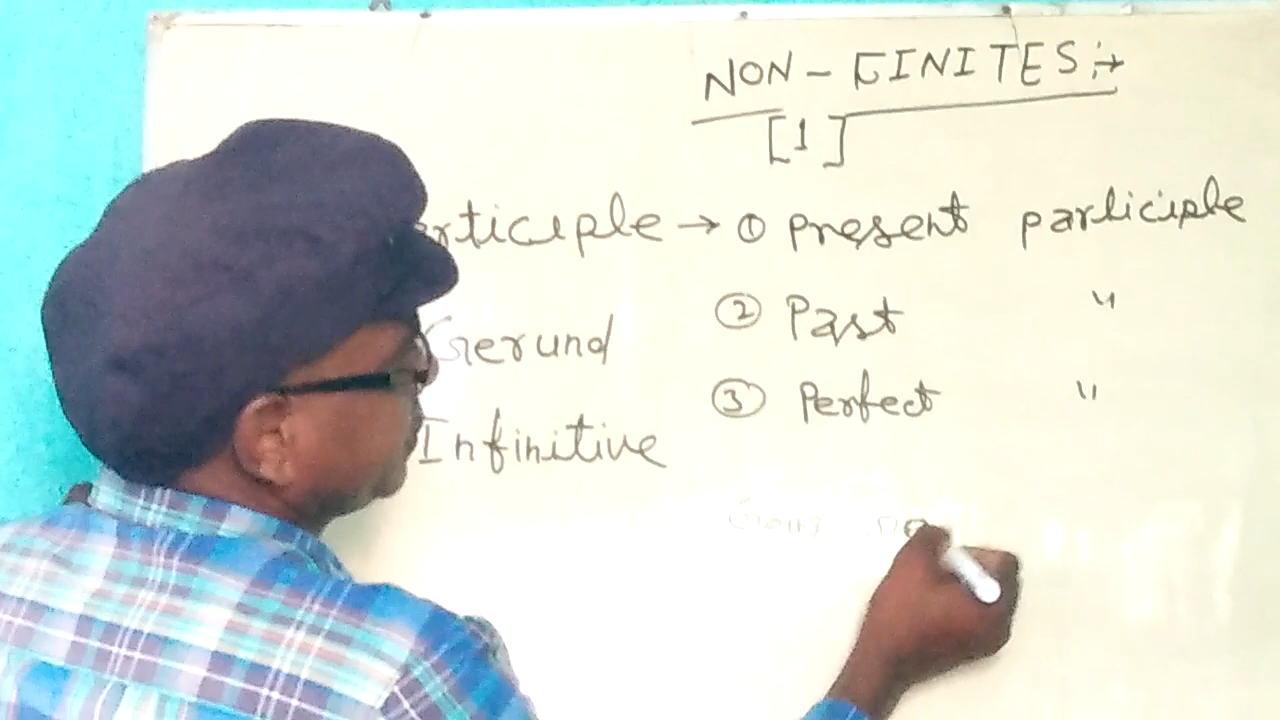 NON-FINITES:→
[1]
rticiple → ① Present participle
② Past "
Gerund
③ Perfect "
Infinitive